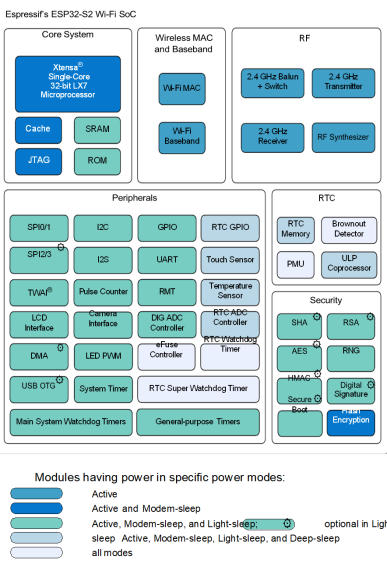 Espressif's ESP32-S2 Wi-Fi SoC
Core System
Xtensa®
Single-Core
32-bit LX7
Microprocessor
Cache
SRAM
JTAG
ROM
Wireless MAC
and Baseband
Wi-Fi MAC
Wi-Fi
Baseband
RF
2.4 GHz Balun
+ Switch
2.4 GHz
Transmitter
2.4 GHz
Receiver
RF Synthesizer
Peripherals
SPI0/1
I2C
GPIO
RTC GPIO
SPI2/3
I2S
UART
Touch Sensor
TWAI®
Pulse Counter
RMT
Temperature
Sensor
LCD
Interface
Camera
Interface
DIG ADC
Controller
RTC ADC
Controller
DMA
LED PWM
eFuse
Controller
RTC Watchdog
Timer
USB OTG
System Timer
RTC Super Watchdog Timer
Main System Watchdog Timers
General-purpose Timers
RTC
RTC
Memory
Brownout
Detector
PMU
ULP
Coprocessor
Security
SHA
RSA
AES
RNG
HMAC
Digital
Signature
Secure
Boot
Flash
Encryption
Modules having power in specific power modes:
Active
Active and Modem-sleep
Active, Modem-sleep, and Light-sleep;
optional in Ligh
sleep Active, Modem-sleep, Light-sleep, and Deep-sleep
all modes